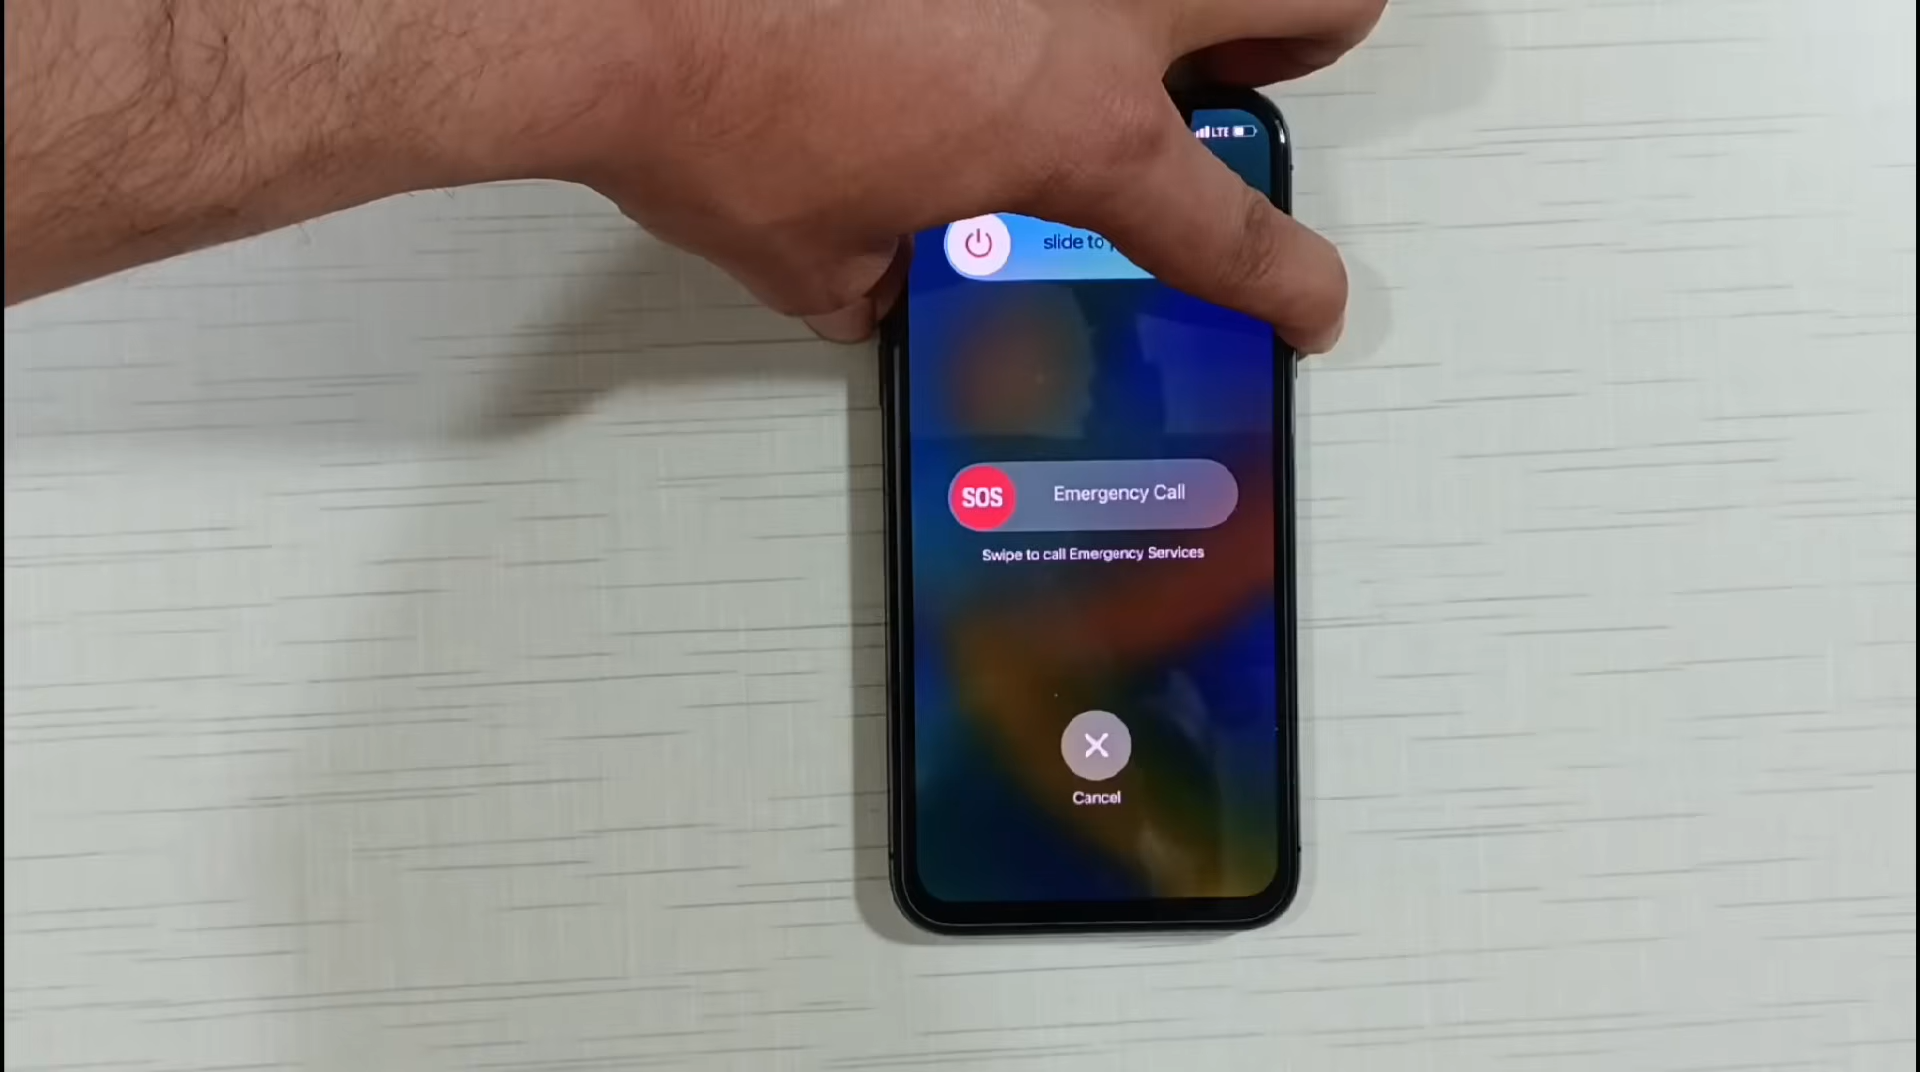 LTE
slide to
SOS Emergency Call
Swipe to call Emergency Services
Cancel